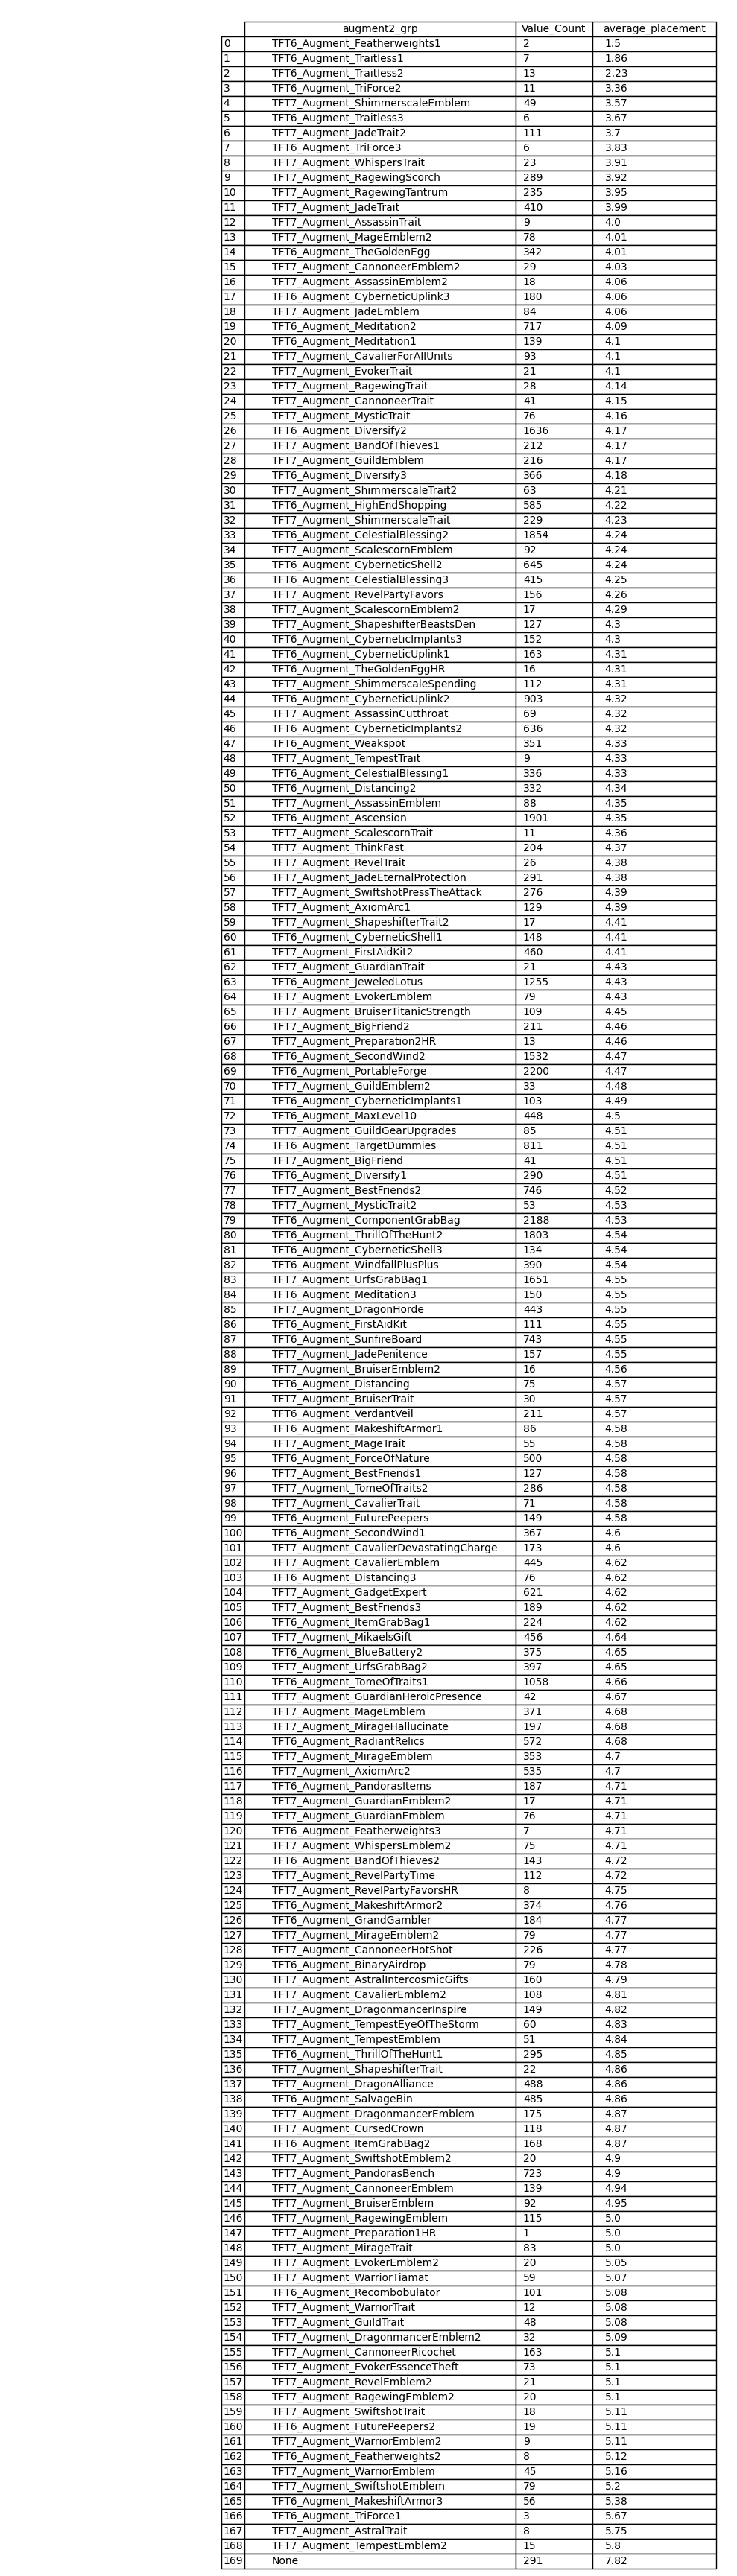 augment2_grp Value_Count average_placement
0 TFT6_Augment_Featherweights1 2 1.5
1 TFT6_Augment_Traitless1 7 1.86
2 TFT6_Augment_Traitless2 13 2.23
3 TFT6_Augment_TriForce2 11 3.36
4 TFT7_Augment_ShimmerscaleEmblem 49 3.57
5 TFT6_Augment_Traitless3 6 3.67
6 TFT7_Augment_JadeTrait2 111 3.7
7 TFT6_Augment_TriForce3 6 3.83
8 TFT7_Augment_WhispersTrait 23 3.91
9 TFT7_Augment_RagewingScorch 289 3.92
10 TFT7_Augment_RagewingTantrum 235 3.95
11 TFT7_Augment_JadeTrait 410 3.99
12 TFT7_Augment_AssassinTrait 9 4.0
13 TFT7_Augment_MageEmblem2 78 4.01
14 TFT6_Augment_TheGoldenEgg 342 4.01
15 TFT7_Augment_CannoneerEmblem2 29 4.03
16 TFT7_Augment_AssassinEmblem2 18 4.06
17 TFT6_Augment_CyberneticUplink3 180 4.06
18 TFT7_Augment_JadeEmblem 84 4.06
19 TFT6_Augment_Meditation2 717 4.09
20 TFT6_Augment_Meditation1 139 4.1
21 TFT7_Augment_CavalierForAllUnits 93 4.1
22 TFT7_Augment_EvokerTrait 21 4.1
23 TFT7_Augment_RagewingTrait 28 4.14
24 TFT7_Augment_CannoneerTrait 41 4.15
25 TFT7_Augment_MysticTrait 76 4.16
26 TFT6_Augment_Diversify2 1636 4.17
27 TFT7_Augment_BandOfThieves1 212 4.17
28 TFT7_Augment_GuildEmblem 216 4.17
29 TFT6_Augment_Diversify3 366 4.18
30 TFT7_Augment_ShimmerscaleTrait2 63 4.21
31 TFT6_Augment_HighEndShopping 585 4.22
32 TFT7_Augment_ShimmerscaleTrait 229 4.23
33 TFT6_Augment_CelestialBlessing2 1854 4.24
34 TFT7_Augment_ScalescornEmblem 92 4.24
35 TFT6_Augment_CyberneticShell2 645 4.24
36 TFT6_Augment_CelestialBlessing3 415 4.25
37 TFT7_Augment_RevelPartyFavors 156 4.26
38 TFT7_Augment_ScalescornEmblem2 17 4.29
39 TFT7_Augment_ShapeshifterBeastsDen 127 4.3
40 TFT6_Augment_CyberneticImplants3 152 4.3
41 TFT6_Augment_CyberneticUplink1 163 4.31
42 TFT6_Augment_TheGoldenEggHR 16 4.31
43 TFT7_Augment_ShimmerscaleSpending 112 4.31
44 TFT6_Augment_CyberneticUplink2 903 4.32
45 TFT7_Augment_AssassinCutthroat 69 4.32
46 TFT6_Augment_CyberneticImplants2 636 4.32
47 TFT6_Augment_Weakspot 351 4.33
48 TFT7_Augment_TempestTrait 9 4.33
49 TFT6_Augment_CelestialBlessing1 336 4.33
50 TFT6_Augment_Distancing2 332 4.34
51 TFT7_Augment_AssassinEmblem 88 4.35
52 TFT6_Augment_Ascension 1901 4.35
53 TFT7_Augment_ScalescornTrait 11 4.36
54 TFT7_Augment_ThinkFast 204 4.37
55 TFT7_Augment_RevelTrait 26 4.38
56 TFT7_Augment_JadeEternalProtection 291 4.38
57 TFT7_Augment_SwiftshotPressTheAttack 276 4.39
58 TFT7_Augment_AxiomArc1 129 4.39
59 TFT7_Augment_ShapeshifterTrait2 17 4.41
60 TFT6_Augment_CyberneticShell1 148 4.41
61 TFT7_Augment_FirstAidKit2 460 4.41
62 TFT7_Augment_GuardianTrait 21 4.43
63 TFT6_Augment_JeweledLotus 1255 4.43
64 TFT7_Augment_EvokerEmblem 79 4.43
65 TFT7_Augment_BruiserTitanicStrength 109 4.45
66 TFT7_Augment_BigFriend2 211 4.46
67 TFT7_Augment_Preparation2HR 13 4.46
68 TFT6_Augment_SecondWind2 1532 4.47
69 TFT6_Augment_PortableForge 2200 4.47
70 TFT7_Augment_GuildEmblem2 33 4.48
71 TFT6_Augment_CyberneticImplants1 103 4.49
72 TFT6_Augment_MaxLevel10 448 4.5
73 TFT7_Augment_GuildGearUpgrades 85 4.51
74 TFT6_Augment_TargetDummies 811 4.51
75 TFT7_Augment_BigFriend 41 4.51
76 TFT6_Augment_Diversify1 290 4.51
77 TFT7_Augment_BestFriends2 746 4.52
78 TFT7_Augment_MysticTrait2 53 4.53
79 TFT6_Augment_ComponentGrabBag 2188 4.53
80 TFT6_Augment_ThrillOfTheHunt2 1803 4.54
81 TFT6_Augment_CyberneticShell3 134 4.54
82 TFT6_Augment_WindfallPlusPlus 390 4.54
83 TFT7_Augment_UrfsGrabBag1 1651 4.55
84 TFT6_Augment_Meditation3 150 4.55
85 TFT7_Augment_DragonHorde 443 4.55
86 TFT6_Augment_FirstAidKit 111 4.55
87 TFT6_Augment_SunfireBoard 743 4.55
88 TFT7_Augment_JadePenitence 157 4.55
89 TFT7_Augment_BruiserEmblem2 16 4.56
90 TFT6_Augment_Distancing 75 4.57
91 TFT7_Augment_BruiserTrait 30 4.57
92 TFT6_Augment_VerdantVeil 211 4.57
93 TFT6_Augment_MakeshiftArmor1 86 4.58
94 TFT7_Augment_MageTrait 55 4.58
95 TFT6_Augment_ForceOfNature 500 4.58
96 TFT7_Augment_BestFriends1 127 4.58
97 TFT6_Augment_TomeOfTraits2 286 4.58
98 TFT7_Augment_CavalierTrait 71 4.58
99 TFT6_Augment_FuturePeepers 149 4.58
100 TFT6_Augment_SecondWind1 367 4.6
101 TFT7_Augment_CavalierDevastatingCharge 173 4.6
102 TFT7_Augment_CavalierEmblem 445 4.62
103 TFT6_Augment_Distancing3 76 4.62
104 TFT7_Augment_GadgetExpert 621 4.62
105 TFT7_Augment_BestFriends3 189 4.62
106 TFT6_Augment_ItemGrabBag1 224 4.62
107 TFT7_Augment_MikaelsGift 456 4.64
108 TFT6_Augment_BlueBattery2 375 4.65
109 TFT7_Augment_UrfsGrabBag2 397 4.65
110 TFT6_Augment_TomeOfTraits1 1058 4.66
111 TFT7_Augment_GuardianHeroicPresence 42 4.67
112 TFT7_Augment_MageEmblem 371 4.68
113 TFT7_Augment_MirageHallucinate 197 4.68
114 TFT6_Augment_RadiantRelics 572 4.68
115 TFT7_Augment_MirageEmblem 353 4.7
116 TFT7_Augment_AxiomArc2 535 4.7
117 TFT6_Augment_PandorasItems 187 4.71
118 TFT7_Augment_GuardianEmblem2 17 4.71
119 TFT7_Augment_GuardianEmblem 76 4.71
120 TFT6_Augment_Featherweights3 7 4.71
121 TFT7_Augment_WhispersEmblem2 75 4.71
122 TFT6_Augment_BandOfThieves2 143 4.72
123 TFT7_Augment_RevelPartyTime 112 4.72
124 TFT7_Augment_RevelPartyFavorsHR 8 4.75
125 TFT6_Augment_MakeshiftArmor2 374 4.76
126 TFT6_Augment_GrandGambler 184 4.77
127 TFT7_Augment_MirageEmblem2 79 4.77
128 TFT7_Augment_CannoneerHotShot 226 4.77
129 TFT6_Augment_BinaryAirdrop 79 4.78
130 TFT7_Augment_AstralIntercosmicGifts 160 4.79
131 TFT7_Augment_CavalierEmblem2 108 4.81
132 TFT7_Augment_DragonmancerInspire 149 4.82
133 TFT7_Augment_TempestEyeOfTheStorm 60 4.83
134 TFT7_Augment_TempestEmblem 51 4.84
135 TFT6_Augment_ThrillOfTheHunt1 295 4.85
136 TFT7_Augment_ShapeshifterTrait 22 4.86
137 TFT7_Augment_DragonAlliance 488 4.86
138 TFT6_Augment_SalvageBin 485 4.86
139 TFT7_Augment_DragonmancerEmblem 175 4.87
140 TFT7_Augment_CursedCrown 118 4.87
141 TFT6_Augment_ItemGrabBag2 168 4.87
142 TFT7_Augment_SwiftshotEmblem2 20 4.9
143 TFT7_Augment_PandorasBench 723 4.9
144 TFT7_Augment_CannoneerEmblem 139 4.94
145 TFT7_Augment_BruiserEmblem 92 4.95
146 TFT7_Augment_RagewingEmblem 115 5.0
147 TFT7_Augment_Preparation1HR 1 5.0
148 TFT7_Augment_MirageTrait 83 5.0
149 TFT7_Augment_EvokerEmblem2 20 5.05
150 TFT7_Augment_WarriorTiamat 59 5.07
151 TFT6_Augment_Recombobulator 101 5.08
152 TFT7_Augment_WarriorTrait 12 5.08
153 TFT7_Augment_GuildTrait 48 5.08
154 TFT7_Augment_DragonmancerEmblem2 32 5.09
155 TFT7_Augment_CannoneerRicochet 163 5.1
156 TFT7_Augment_EvokerEssenceTheft 73 5.1
157 TFT7_Augment_RevelEmblem2 21 5.1
158 TFT7_Augment_RagewingEmblem2 20 5.1
159 TFT7_Augment_SwiftshotTrait 18 5.11
160 TFT6_Augment_FuturePeepers2 19 5.11
161 TFT7_Augment_WarriorEmblem2 9 5.11
162 TFT6_Augment_Featherweights2 8 5.12
163 TFT7_Augment_WarriorEmblem 45 5.16
164 TFT7_Augment_SwiftshotEmblem 79 5.2
165 TFT6_Augment_MakeshiftArmor3 56 5.38
166 TFT6_Augment_TriForce1 3 5.67
167 TFT7_Augment_AstralTrait 8 5.75
168 TFT7_Augment_TempestEmblem2 15 5.8
169 None 291 7.82